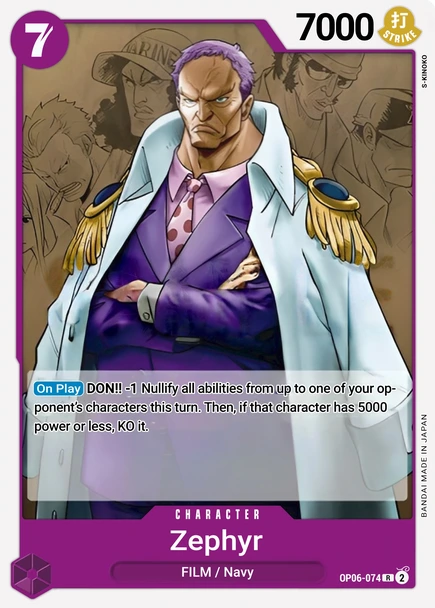 7
7000
打
STRIKE
S-KINOKO
MARINE
On Play DON!! -1 Nullify all abilities from up to one of your op-
ponent's characters this turn. Then, if that character has 5000
power or less, KO it.
BANDAI MADE IN JAPAN
CHARACTER
Zephyr
FILM / Navy
OP06-074 R 2